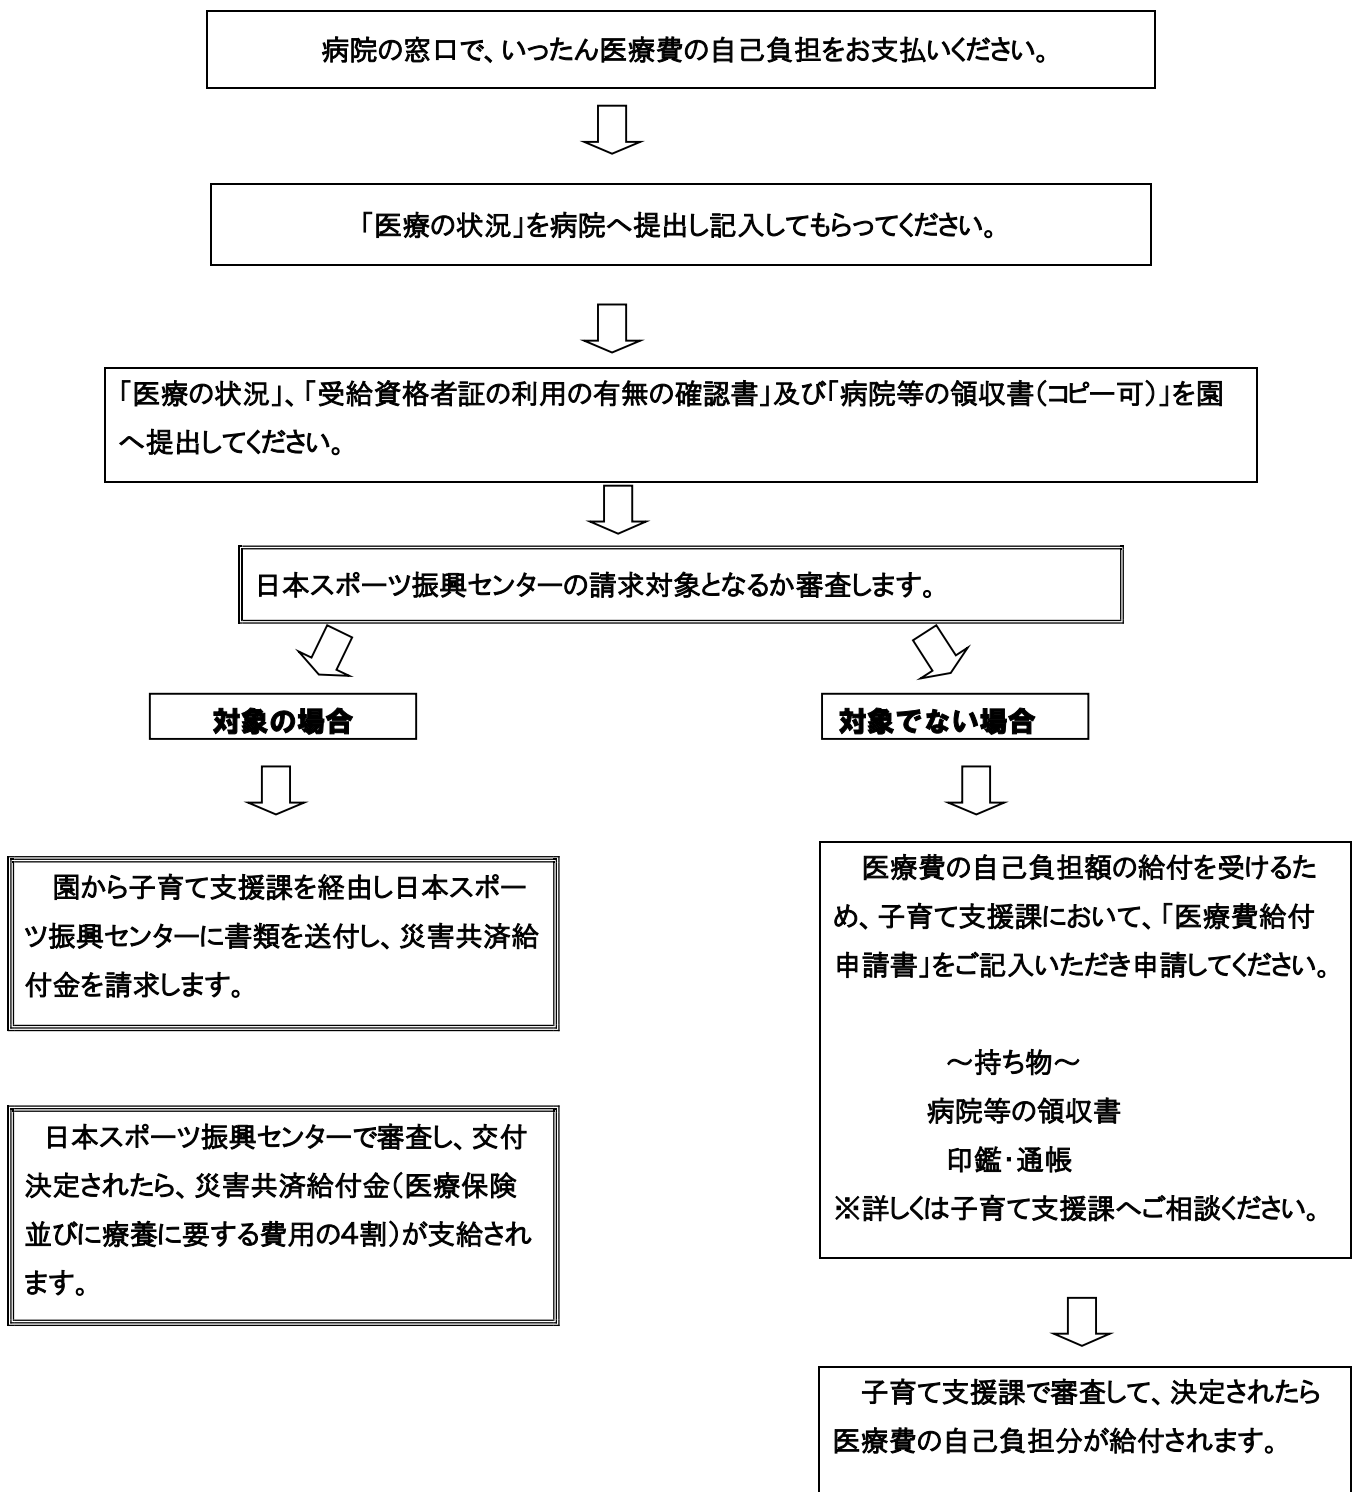 病院の窓口で、いったん医療費の自己負担をお支払いください。
「医療の状況」を病院へ提出し記入してもらってください。
「医療の状況」、「受給資格者証の利用の有無の確認書」及び「病院等の領収書（コピー可）」を園
へ提出してください。
日本スポーツ振興センターの請求対象となるか審査します。
対象の場合
園から子育て支援課を経由し日本スポー
ツ振興センターに書類を送付し、災害共済給
付金を請求します。
日本スポーツ振興センターで審査し、交付
決定されたら、災害共済給付金（医療保険
並びに療養に要する費用の４割）が支給され
ます。
対象でない場合
医療費の自己負担額の給付を受けるた
め、子育て支援課において、「医療費給付
申請書」をご記入いただき申請してください。
～持ち物～
病院等の領収書
印鑑・通帳
※詳しくは子育て支援課へご相談ください。
子育て支援課で審査して、決定されたら
医療費の自己負担分が給付されます。